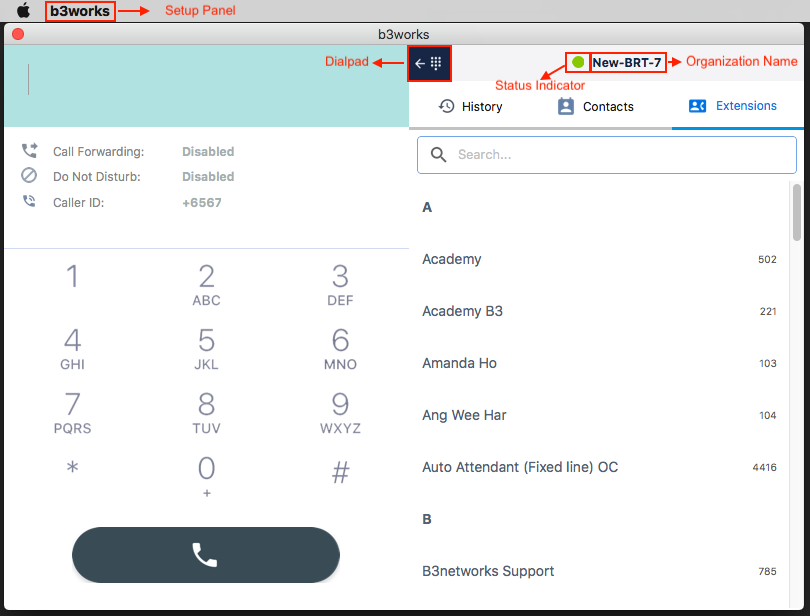 b3works Setup Panel
b3works
Dialpad
New-BRT-7 Organization Name
Status Indicator
History Contacts Extensions
Search...
Call Forwarding: Disabled
Do Not Disturb: Disabled
Caller ID: +6567
1
2 ABC
3 DEF
4 GHI
5 JKL
6 MNO
7 PQRS
8 TUV
9 WXYZ
*
0 +
#
A
Academy 502
Academy B3 221
Amanda Ho 103
Ang Wee Har 104
Auto Attendant (Fixed line) OC 4416
B
B3networks Support 785